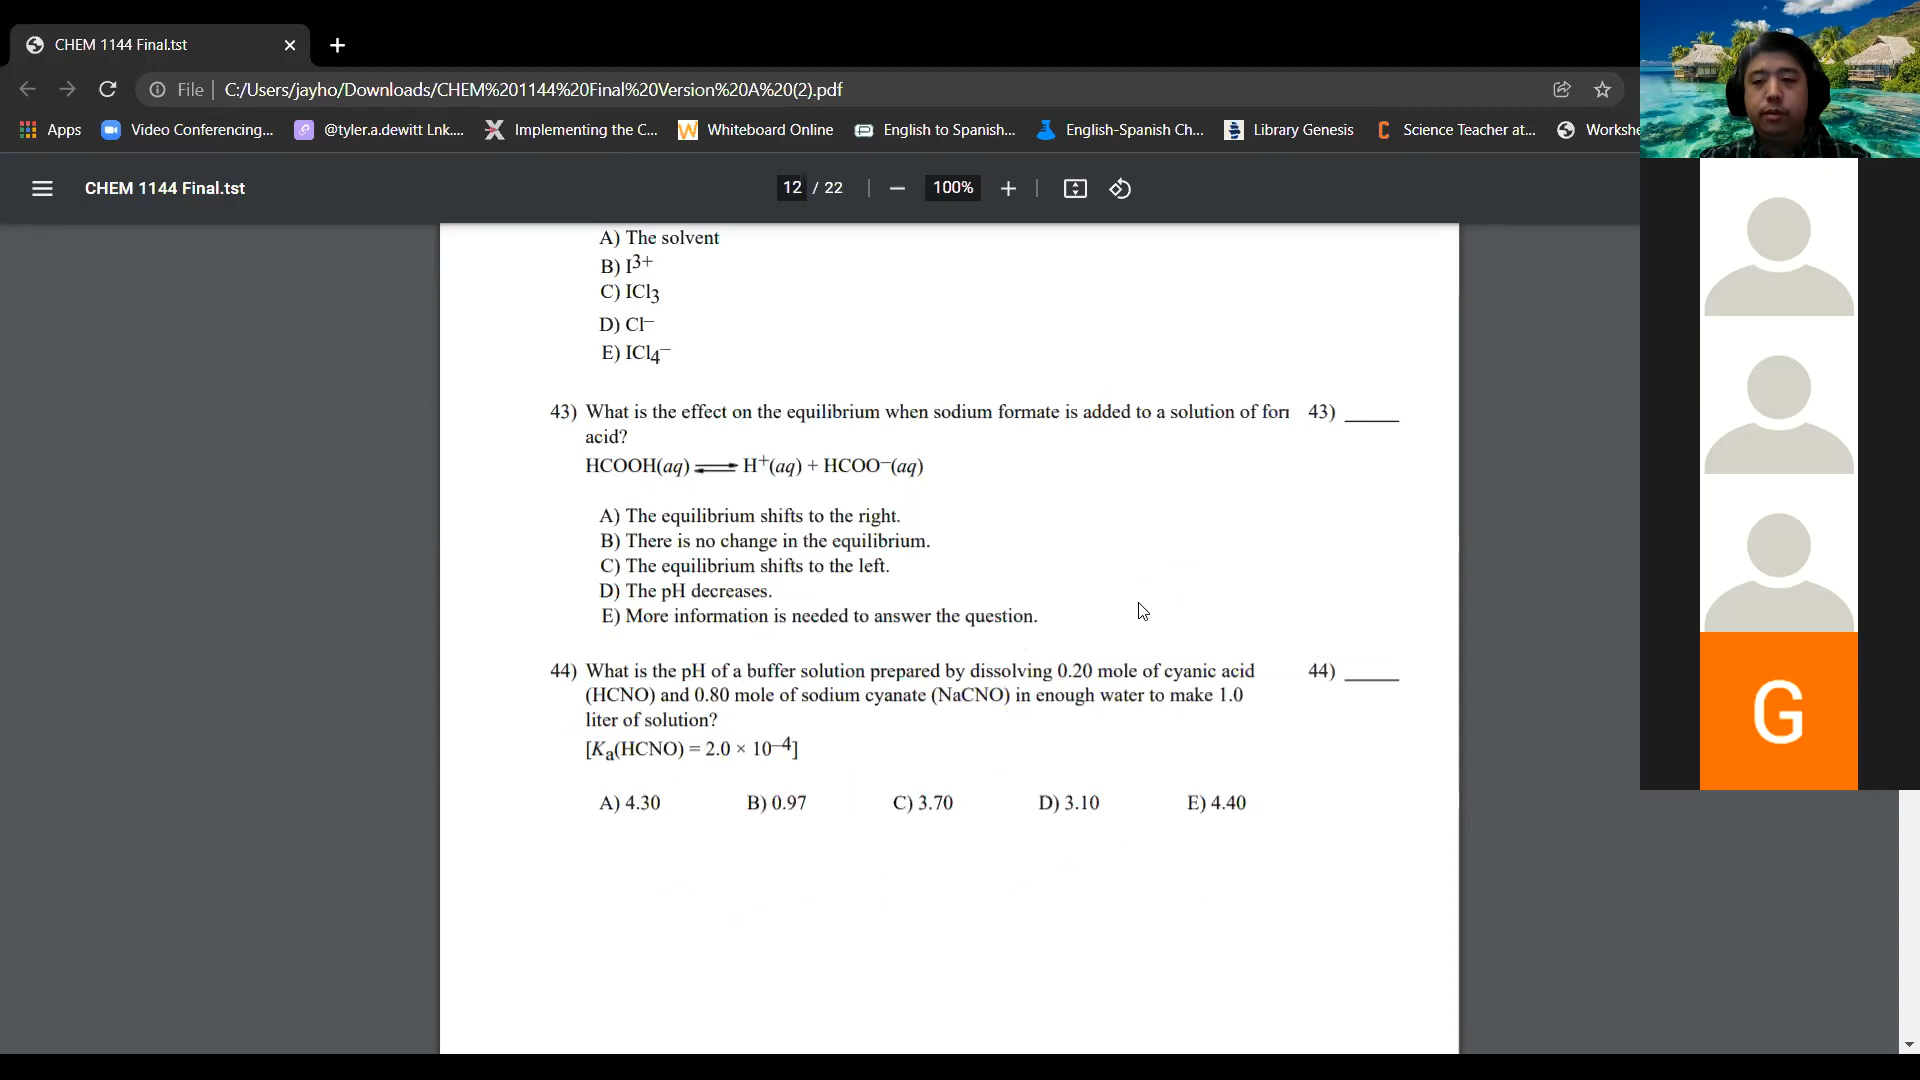 CHEM 1144 Final.tst
File | C:/Users/jayho/Downloads/CHEM%201144%20Final%20Version%20A%20(2).pdf
Apps Video Conferencing... @tyler.a.dewitt Lnk.... Implementing the C... Whiteboard Online English to Spanish... English-Spanish Ch... Library Genesis Science Teacher at... Workshe
CHEM 1144 Final.tst 12 / 22 100%
A) The solvent
B) I3+
C) ICl3
D) Cl–
E) ICl4–
43) What is the effect on the equilibrium when sodium formate is added to a solution of form 43) _____
acid?
HCOOH(aq) ⇌ H+(aq) + HCOO–(aq)
A) The equilibrium shifts to the right.
B) There is no change in the equilibrium.
C) The equilibrium shifts to the left.
D) The pH decreases.
E) More information is needed to answer the question.
44) What is the pH of a buffer solution prepared by dissolving 0.20 mole of cyanic acid 44) _____
(HCNO) and 0.80 mole of sodium cyanate (NaCNO) in enough water to make 1.0
liter of solution?
[Ka(HCNO) = 2.0 × 10–4]
A) 4.30 B) 0.97 C) 3.70 D) 3.10 E) 4.40
G